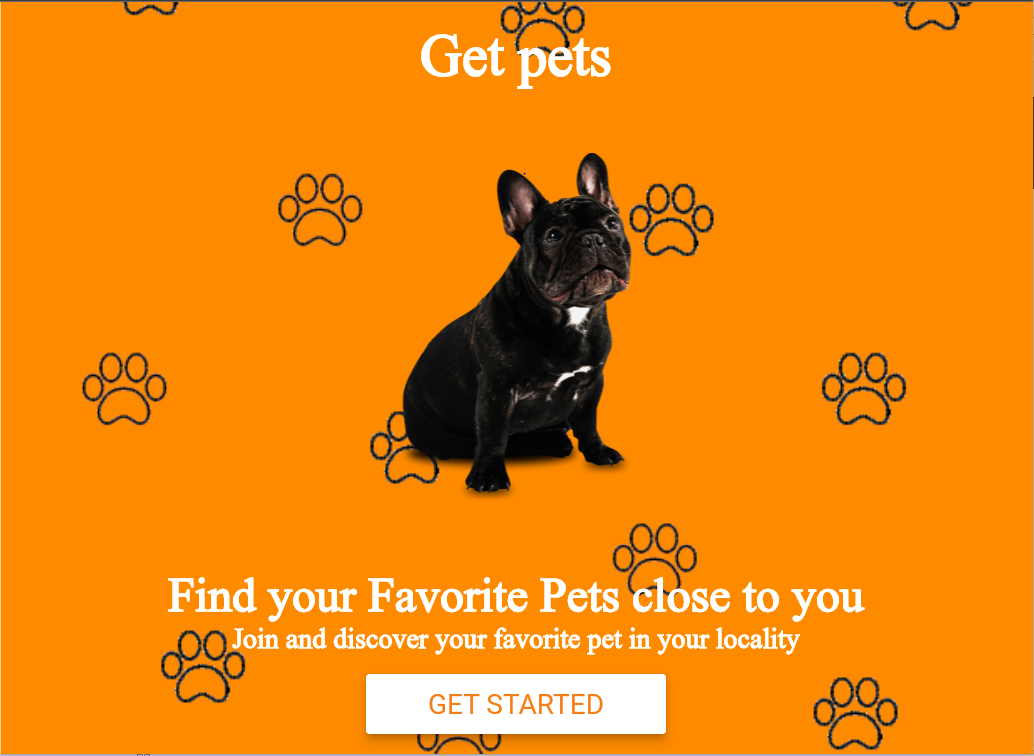 Get pets
Find your Favorite Pets close to you
Join and discover your favorite pet in your locality
GET STARTED